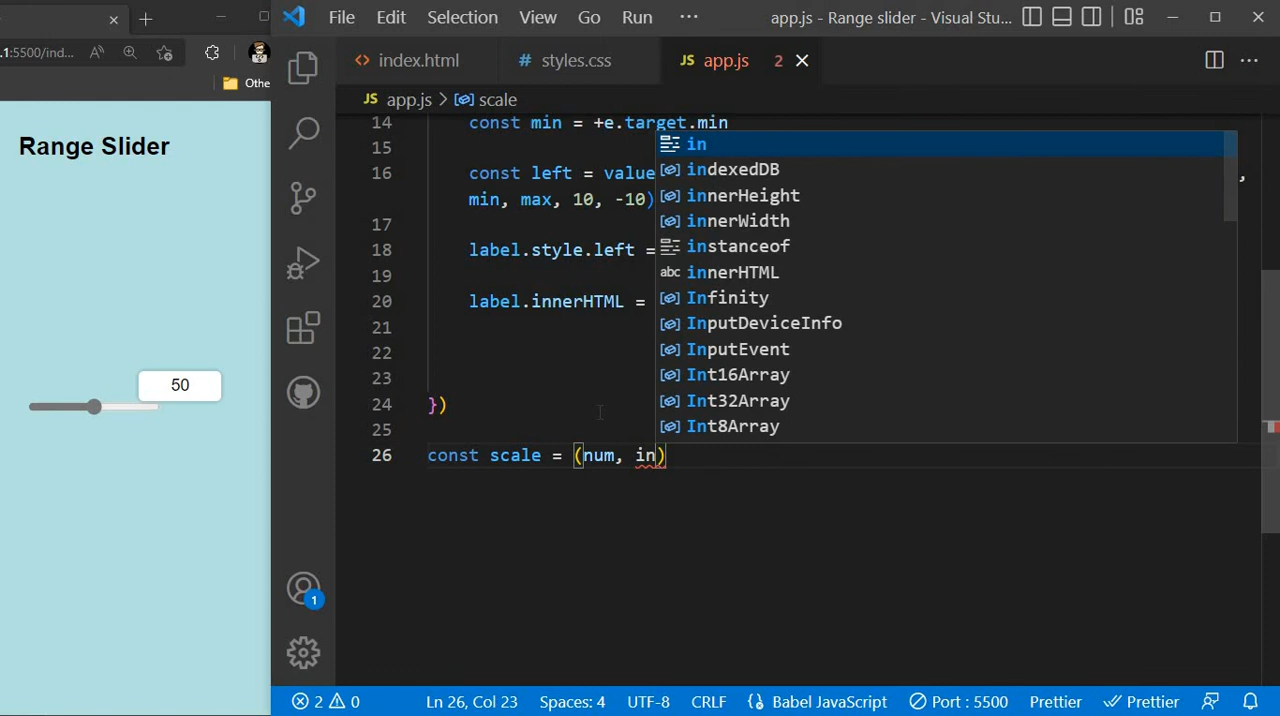 File Edit Selection View Go Run ··· app.js - Range slider - Visual Stu...
.1:5500/ind...
Othe
index.html styles.css JS app.js 2
JS app.js > scale
Range Slider
50
14 const min = +e.target.min
15
16 const left = value
,
min, max, 10, -10)
17
18 label.style.left =
19
20 label.innerHTML =
21
22
23
24 })
25
26 const scale = (num, in)
in
indexedDB
innerHeight
innerWidth
instanceof
abc innerHTML
Infinity
InputDeviceInfo
InputEvent
Int16Array
Int32Array
Int8Array
1
2 0 Ln 26, Col 23 Spaces: 4 UTF-8 CRLF Babel JavaScript Port : 5500 Prettier Prettier